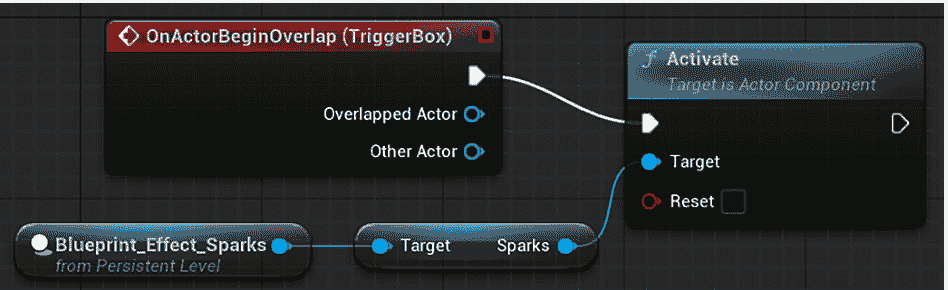 OnActorBeginOverlap (TriggerBox)
Overlapped Actor
Other Actor
f Activate
Target is Actor Component
Target
Reset
Blueprint_Effect_Sparks
from Persistent Level
Target Sparks